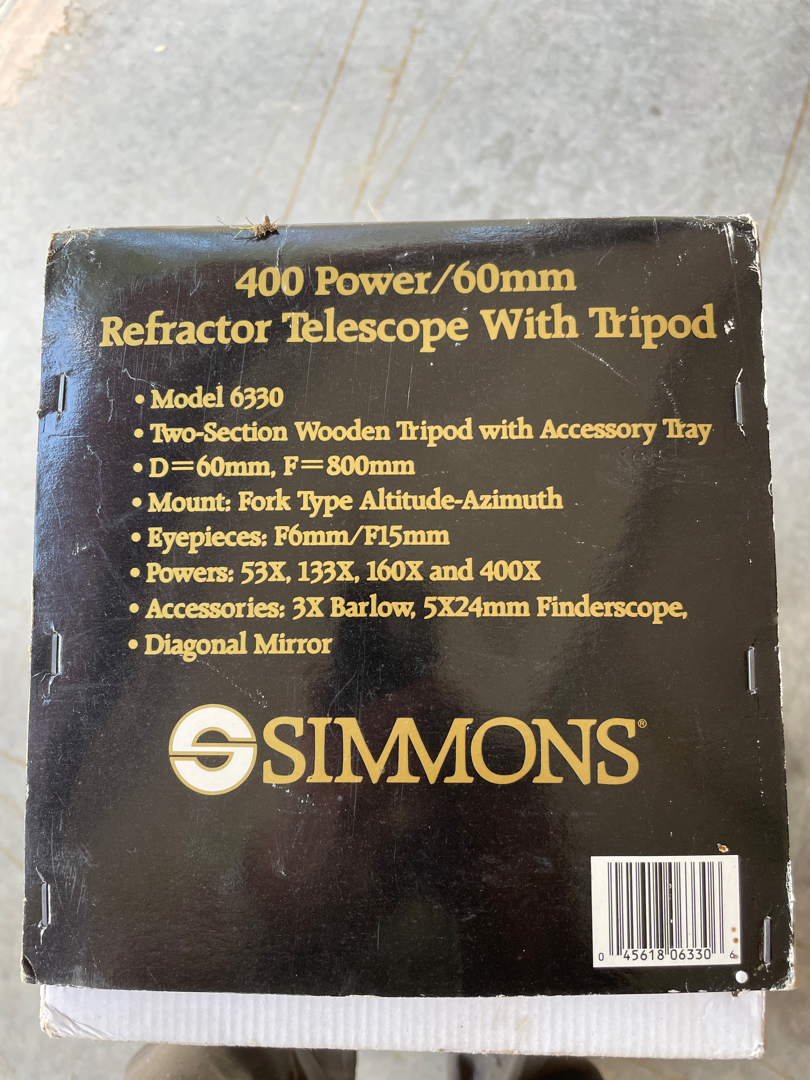 400 Power/60mm
Refractor Telescope With Tripod
• Model 6330
• Two-Section Wooden Tripod with Accessory Tray
• D=60mm, F=800mm
• Mount: Fork Type Altitude-Azimuth
• Eyepieces: F6mm/F15mm
• Powers: 53X, 133X, 160X and 400X
• Accessories: 3X Barlow, 5X24mm Finderscope,
• Diagonal Mirror
SIMMONS®
0 45618 06330 6